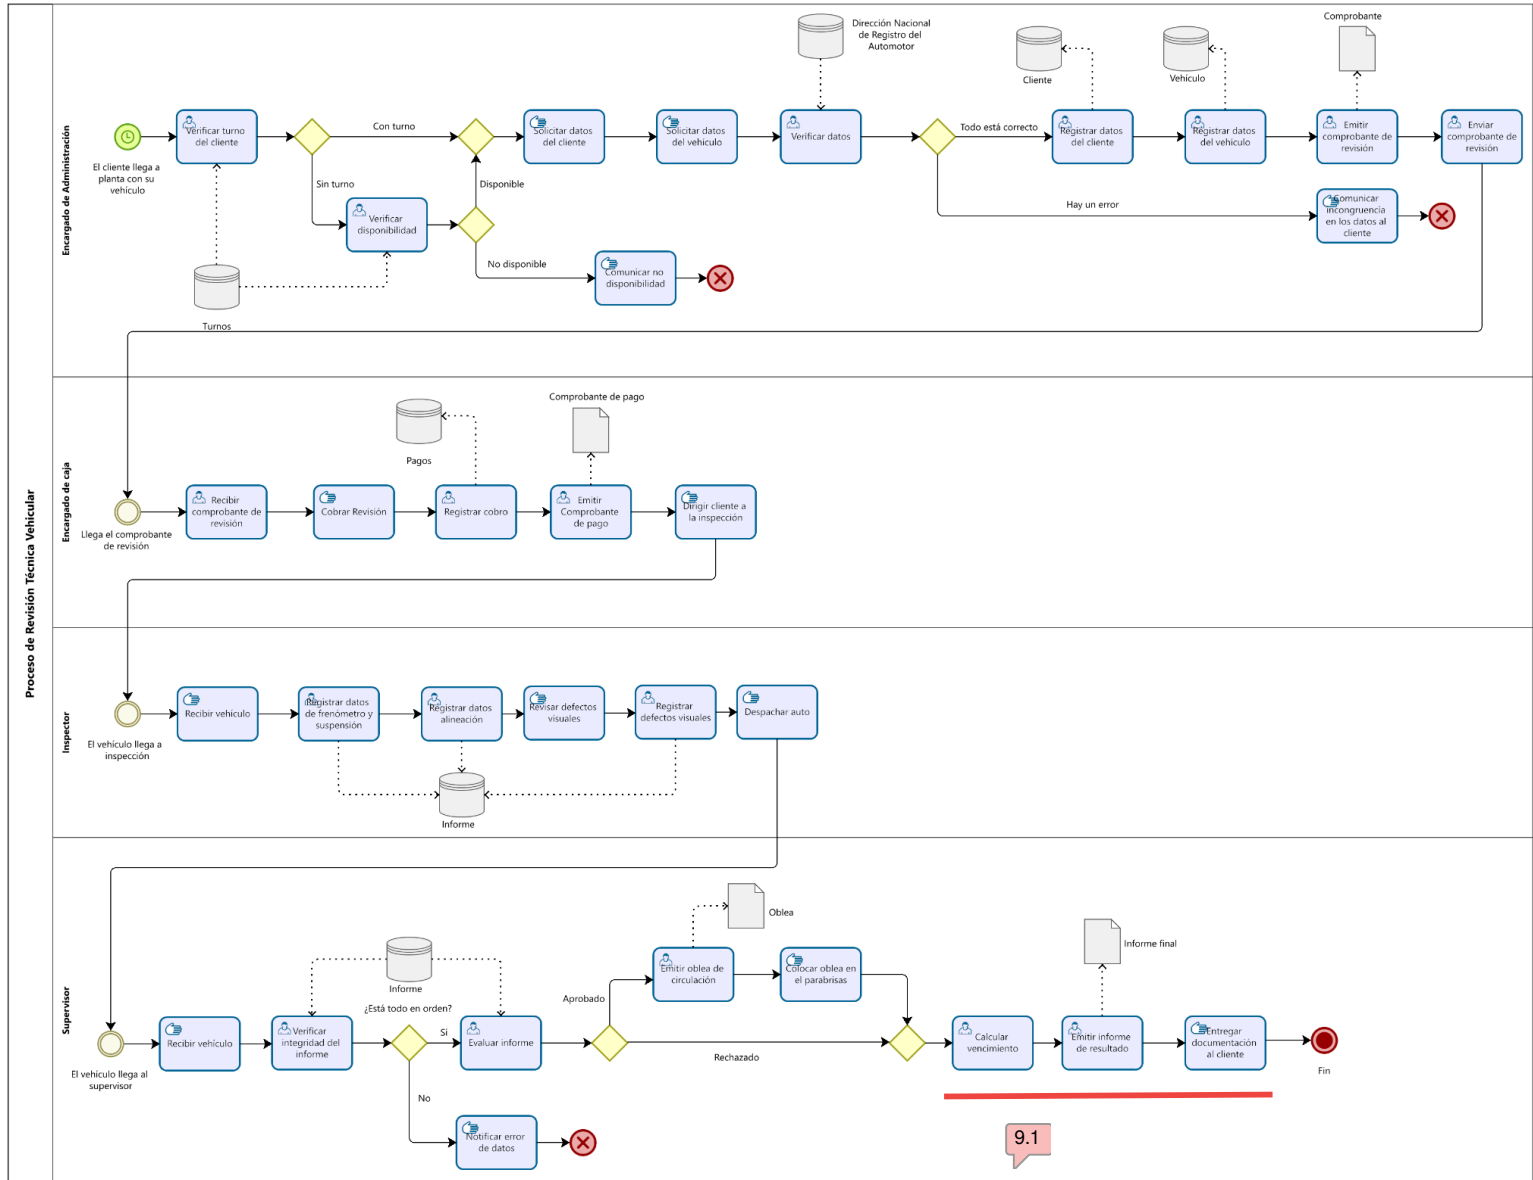 Proceso de Revisión Técnica Vehicular
Encargado de Administración
Dirección Nacional
de Registro del
Automotor
Cliente
Vehículo
Comprobante
El cliente llega a
planta con su
vehículo
Verificar turno
del cliente
Con turno
Sin turno
Verificar
disponibilidad
Disponible
No disponible
Comunicar no
disponibilidad
Turnos
Solicitar datos
del cliente
Solicitar datos
del vehículo
Verificar datos
Todo está correcto
Hay un error
Registrar datos
del cliente
Registrar datos
del vehículo
Emitir
comprobante de
revisión
Enviar
comprobante de
revisión
Comunicar
incongruencia
en los datos al
cliente
Encargado de caja
Llega el comprobante
de revisión
Recibir
comprobante de
revisión
Cobrar Revisión
Pagos
Registrar cobro
Comprobante de pago
Emitir
Comprobante
de pago
Dirigir cliente a
la inspección
Inspector
El vehículo llega a
inspección
Recibir vehículo
Registrar datos
de frenómetro y
suspensión
Registrar datos
alineación
Revisar defectos
visuales
Registrar
defectos visuales
Despachar auto
Informe
Supervisor
El vehículo llega al
supervisor
Recibir vehículo
Verificar
integridad del
informe
Informe
¿Está todo en orden?
Si
No
Evaluar informe
Notificar error
de datos
Aprobado
Rechazado
Emitir oblea de
circulación
Oblea
Colocar oblea en
el parabrisas
Calcular
vencimiento
Emitir informe
de resultado
Informe final
Entregar
documentación
al cliente
Fin
9.1